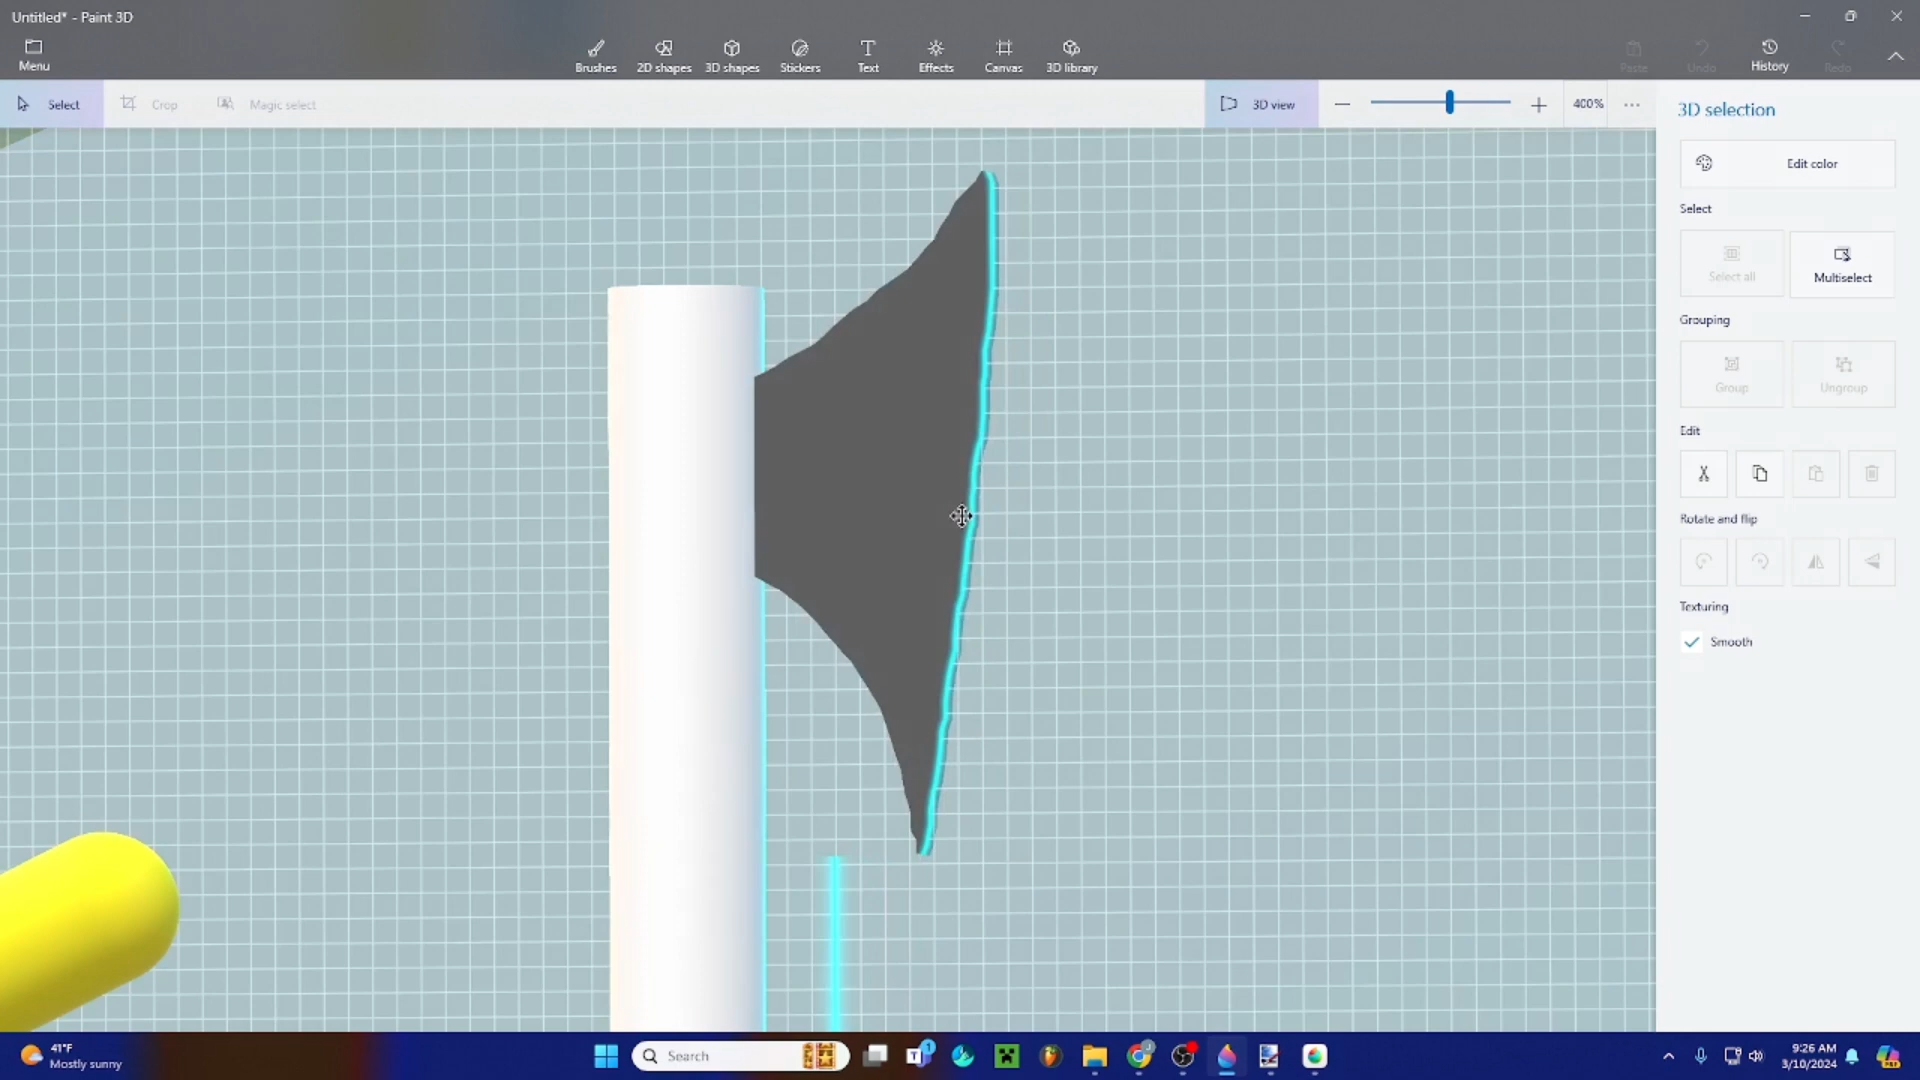 Untitled* - Paint 3D
Menu
Brushes
2D shapes
3D shapes
Stickers
Text
Effects
Canvas
3D library
Paste
Undo
History
Redo
Select
Crop
Magic select
3D view
400%
3D selection
Edit color
Select
Select all
Multiselect
Grouping
Group
Ungroup
Edit
Rotate and flip
Texturing
Smooth
41°F
Mostly sunny
Search
1
9:26 AM
3/10/2024